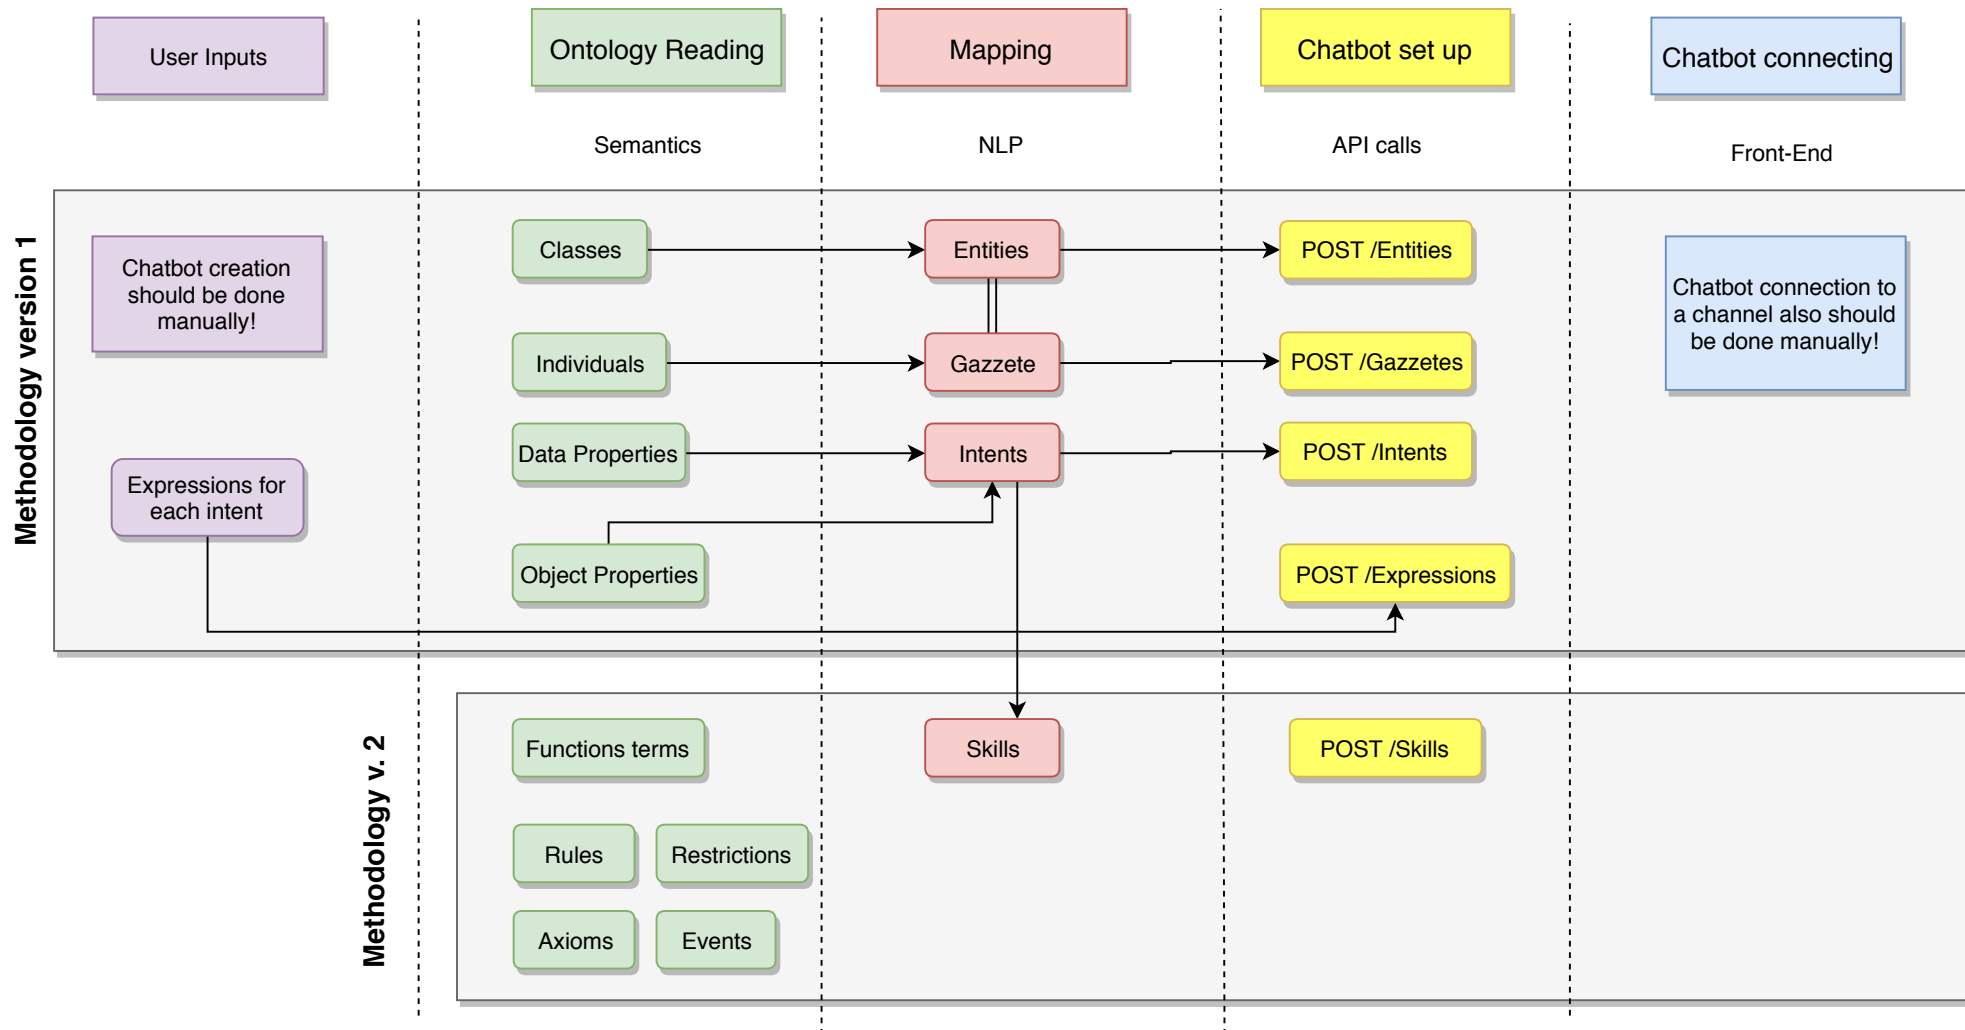 User Inputs
Ontology Reading
Mapping
Chatbot set up
Chatbot connecting
Semantics
NLP
API calls
Front-End
Methodology version 1
Chatbot creation
should be done
manually!
Classes
Entities
POST /Entities
Chatbot connection to
a channel also should
be done manually!
Individuals
Gazzete
POST /Gazzetes
Data Properties
Intents
POST /Intents
Expressions for
each intent
Object Properties
POST /Expressions
Methodology v. 2
Functions terms
Skills
POST /Skills
Rules
Restrictions
Axioms
Events